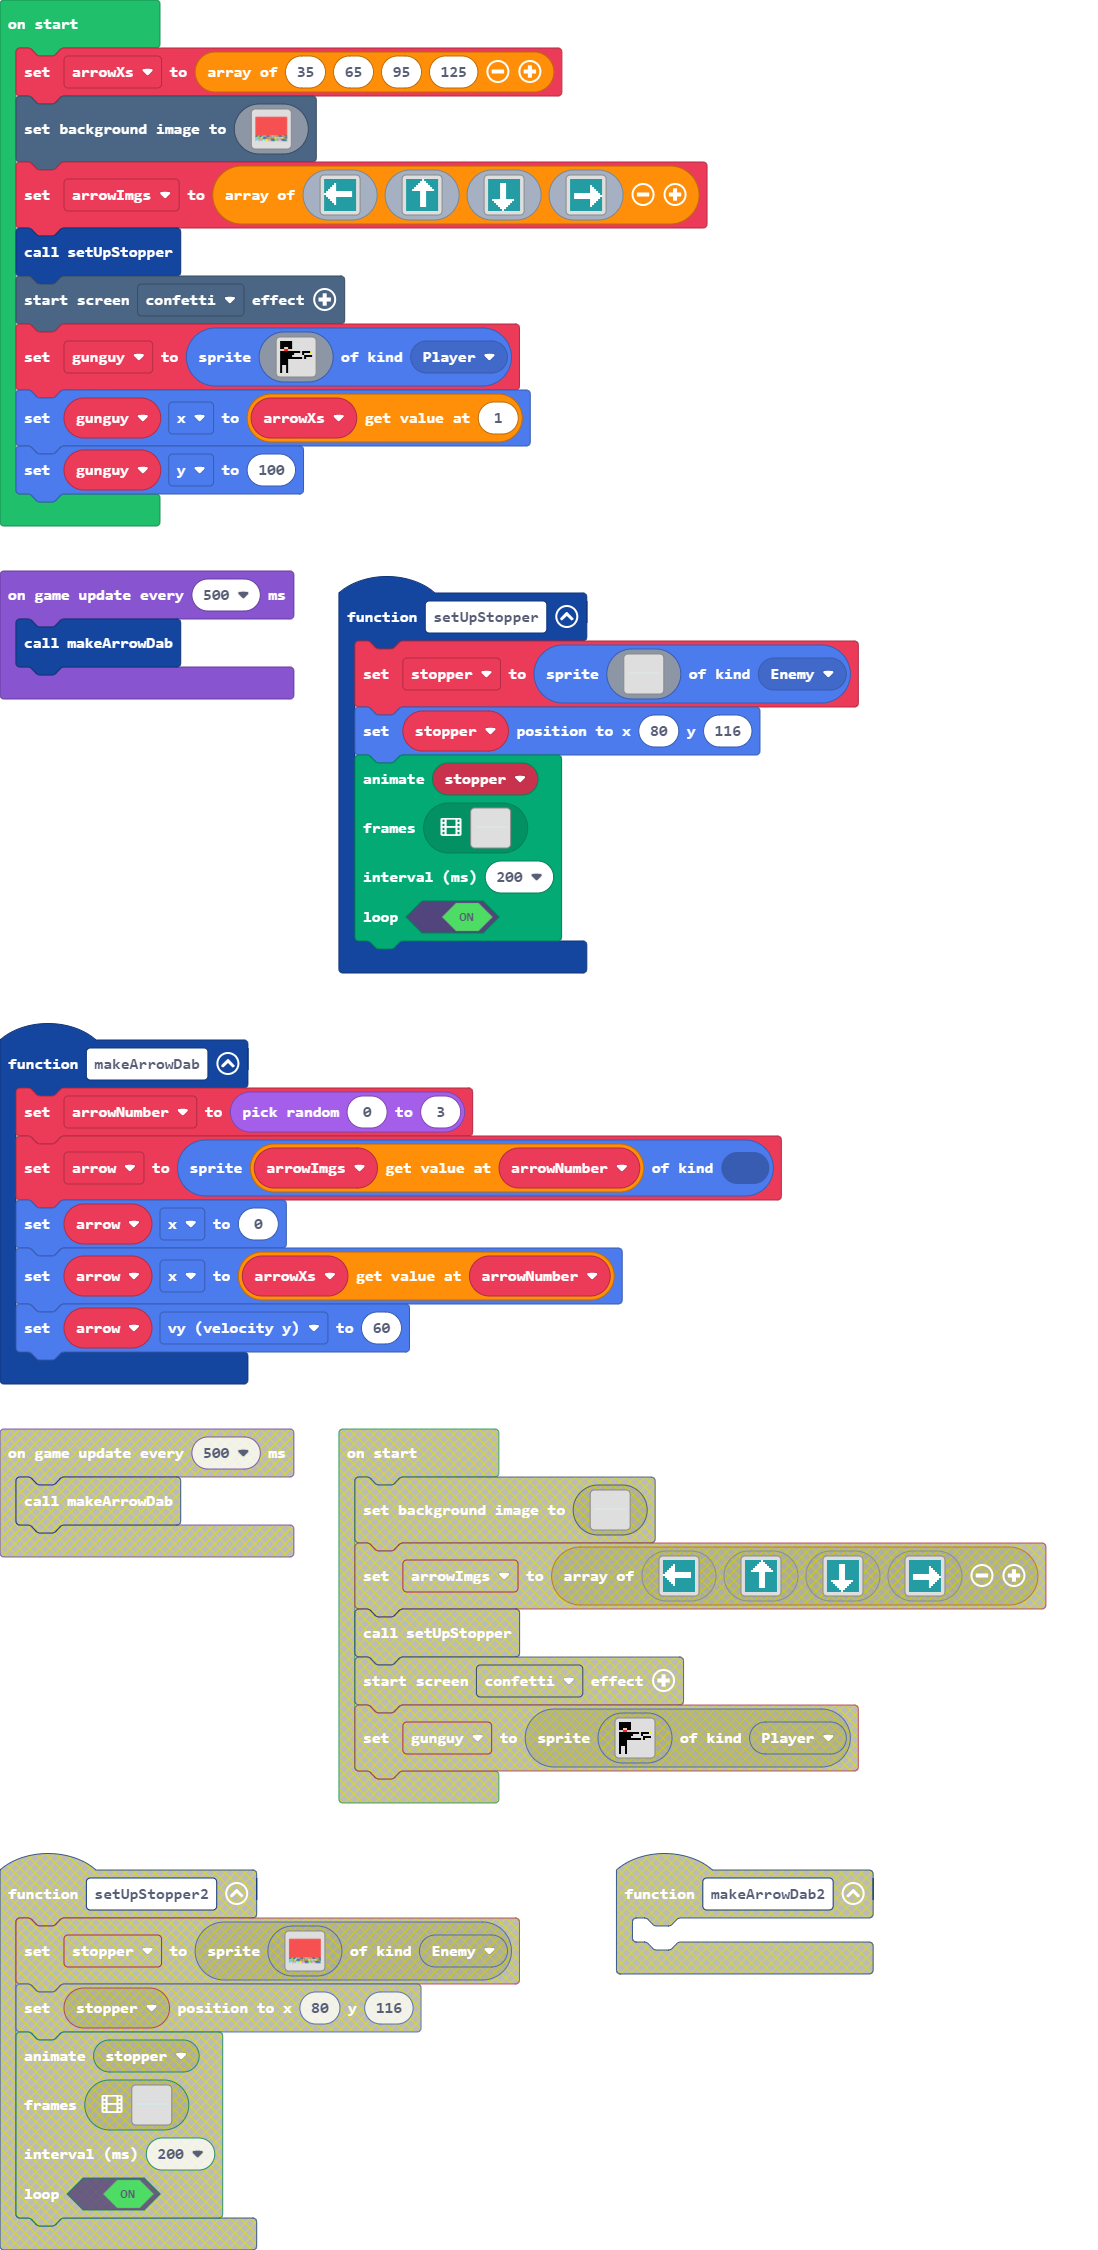 on start
set arrowXs to array of 35 65 95 125
set background image to
set arrowImgs to array of
call setUpStopper
start screen confetti effect
set gunguy to sprite of kind Player
set gunguy x to arrowXs get value at 1
set gunguy y to 100
on game update every 500 ms
call makeArrowDab
function setUpStopper
set stopper to sprite of kind Enemy
set stopper position to x 80 y 116
animate stopper
frames
interval (ms) 200
loop ON
function makeArrowDab
set arrowNumber to pick random 0 to 3
set arrow to sprite arrowImgs get value at arrowNumber of kind
set arrow x to 0
set arrow x to arrowXs get value at arrowNumber
set arrow vy (velocity y) to 60
on game update every 500 ms
call makeArrowDab
on start
set background image to
set arrowImgs to array of
call setUpStopper
start screen confetti effect
set gunguy to sprite of kind Player
function setUpStopper2
set stopper to sprite of kind Enemy
set stopper position to x 80 y 116
animate stopper
frames
interval (ms) 200
loop ON
function makeArrowDab2